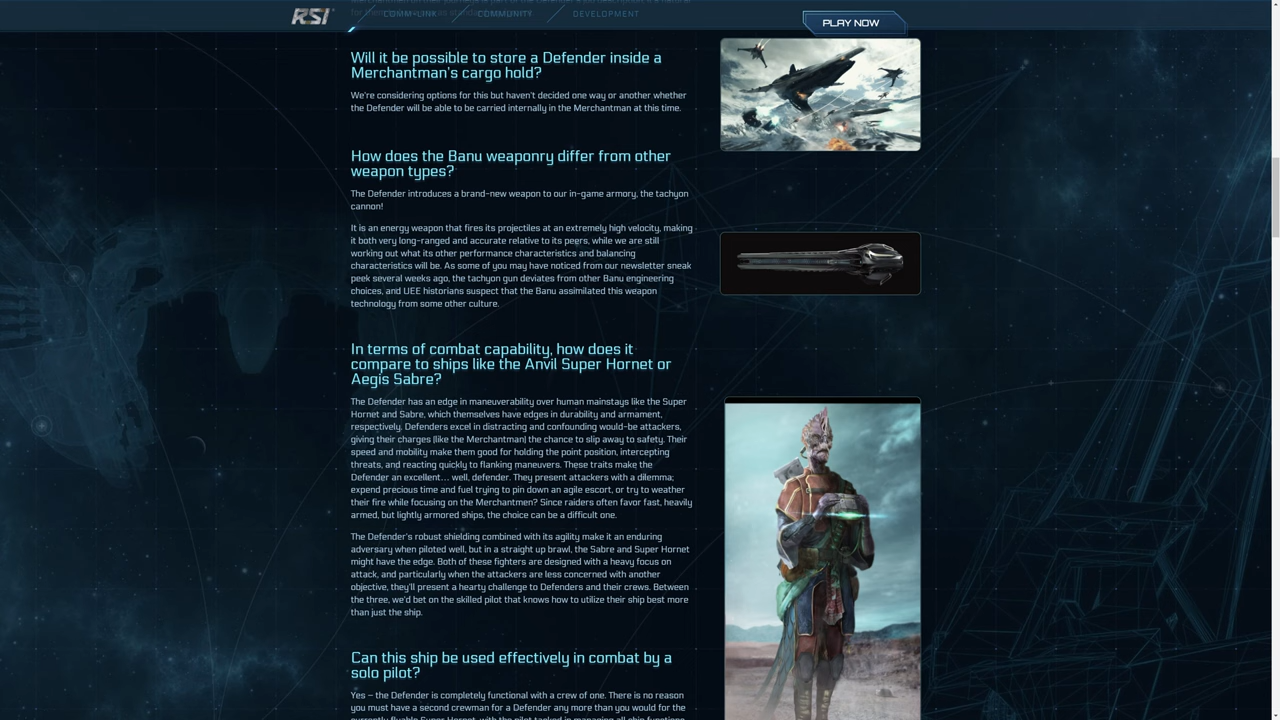 RSI
COMM-LINK
COMMUNITY
DEVELOPMENT
PLAY NOW
Will it be possible to store a Defender inside a
Merchantman's cargo hold?
We're considering options for this but haven't decided one way or another whether
the Defender will be able to be carried internally in the Merchantman at this time.
How does the Banu weaponry differ from other
weapon types?
The Defender introduces a brand-new weapon to our in-game armory, the tachyon
cannon!
It is an energy weapon that fires its projectiles at an extremely high velocity, making
it both very long-ranged and accurate relative to its peers, while we are still
working out what its other performance characteristics and balancing
characteristics will be. As some of you may have noticed from our newsletter sneak
peek several weeks ago, the tachyon gun deviates from other Banu engineering
choices, and UEE historians suspect that the Banu assimilated this weapon
technology from some other culture.
In terms of combat capability, how does it
compare to ships like the Anvil Super Hornet or
Aegis Sabre?
The Defender has an edge in maneuverability over human mainstays like the Super
Hornet and Sabre, which themselves have edges in durability and armament,
respectively. Defenders excel in distracting and confounding would-be attackers,
giving their charges (like the Merchantman) the chance to slip away to safety. Their
speed and mobility make them good for holding the point position, intercepting
threats, and reacting quickly to flanking maneuvers. These traits make the
Defender an excellent… well, defender. They present attackers with a dilemma;
expend precious time and fuel trying to pin down an agile escort, or try to weather
their fire while focusing on the Merchantmen? Since raiders often favor fast, heavily
armed, but lightly armored ships, the choice can be a difficult one.
The Defender's robust shielding combined with its agility make it an enduring
adversary when piloted well, but in a straight up brawl, the Sabre and Super Hornet
might have the edge. Both of these fighters are designed with a heavy focus on
attack, and particularly when the attackers are less concerned with another
objective, they'll present a hearty challenge to Defenders and their crews. Between
the three, we'd bet on the skilled pilot that knows how to utilize their ship best more
than just the ship.
Can this ship be used effectively in combat by a
solo pilot?
Yes – the Defender is completely functional with a crew of one. There is no reason
you must have a second crewman for a Defender any more than you would for the